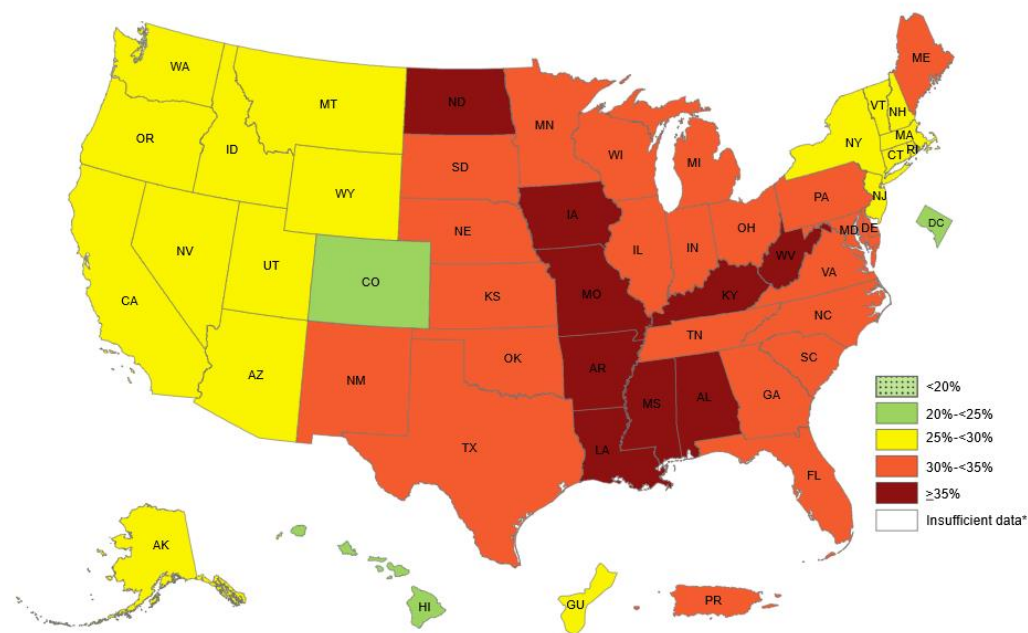 WA
MT
ND
MN
ME
OR
ID
SD
WI
MI
VT
NH
NY
MA
CT
RI
WY
IA
PA
NJ
NE
OH
NV
UT
CO
IL
IN
WV
MD
DE
DC
VA
CA
KS
MO
KY
NC
TN
AZ
NM
OK
AR
SC
MS
AL
GA
TX
LA
FL
<20%
20%-<25%
25%-<30%
30%-<35%
≥35%
Insufficient data*
AK
HI
GU
PR